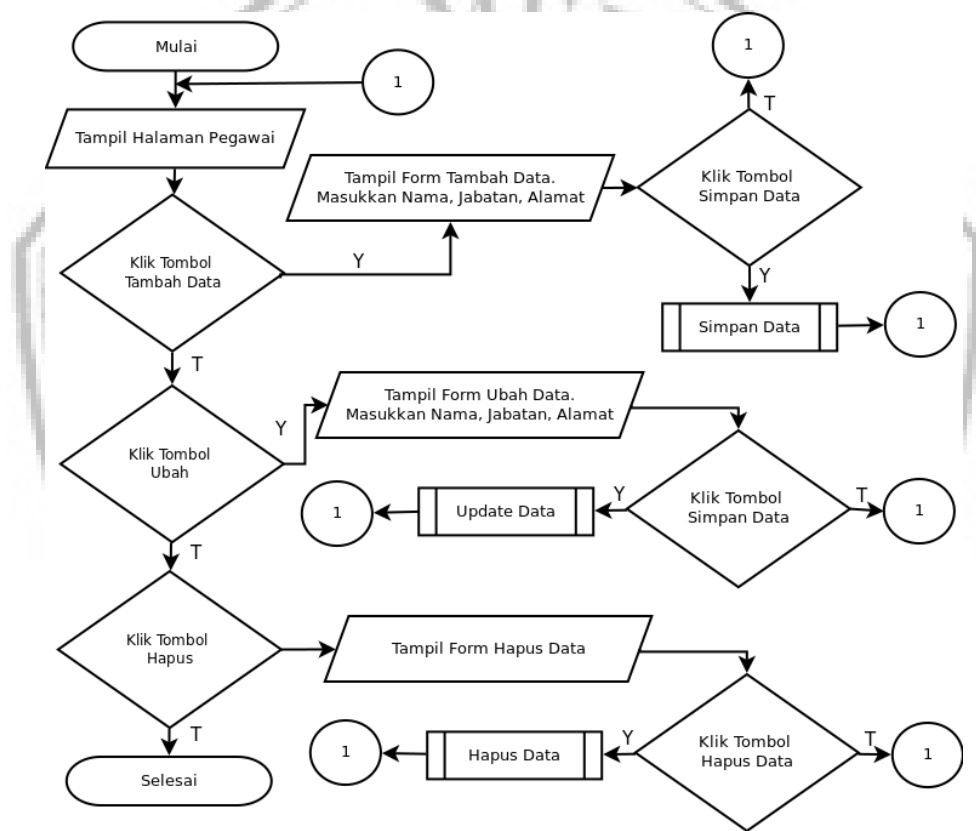 Mulai
1
1
Tampil Halaman Pegawai
Tampil Form Tambah Data.
Masukkan Nama, Jabatan, Alamat
T
Klik Tombol
Simpan Data
Klik Tombol
Tambah Data
Y
Y
Simpan Data
1
T
Tampil Form Ubah Data.
Masukkan Nama, Jabatan, Alamat
Klik Tombol
Ubah
Y
1
Update Data
Y
Klik Tombol
Simpan Data
T
1
T
Klik Tombol
Hapus
Tampil Form Hapus Data
T
Selesai
1
Hapus Data
Y
Klik Tombol
Hapus Data
T
1